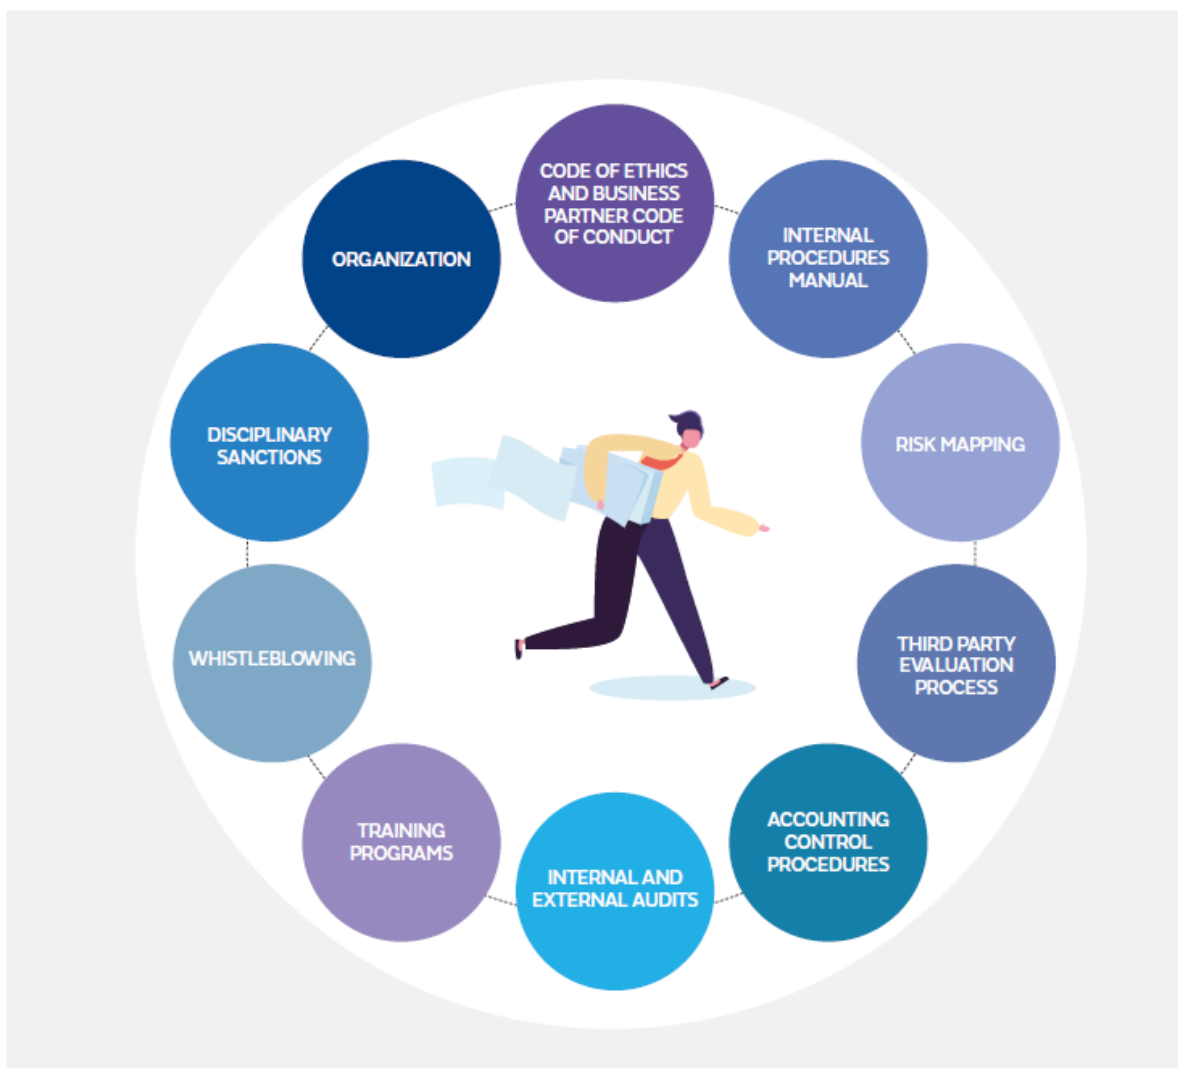 CODE OF ETHICS
AND BUSINESS
PARTNER CODE
OF CONDUCT
INTERNAL
PROCEDURES
MANUAL
RISK MAPPING
THIRD PARTY
EVALUATION
PROCESS
ACCOUNTING
CONTROL
PROCEDURES
INTERNAL AND
EXTERNAL AUDITS
TRAINING
PROGRAMS
WHISTLEBLOWING
DISCIPLINARY
SANCTIONS
ORGANIZATION